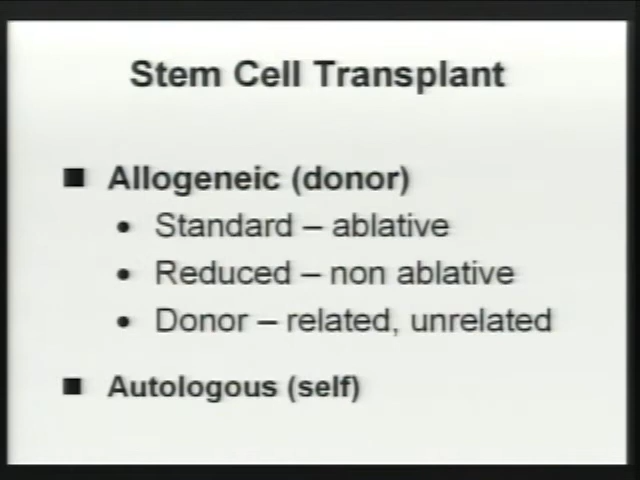 Stem Cell Transplant
■ Allogeneic (donor)
• Standard – ablative
• Reduced – non ablative
• Donor – related, unrelated
■ Autologous (self)